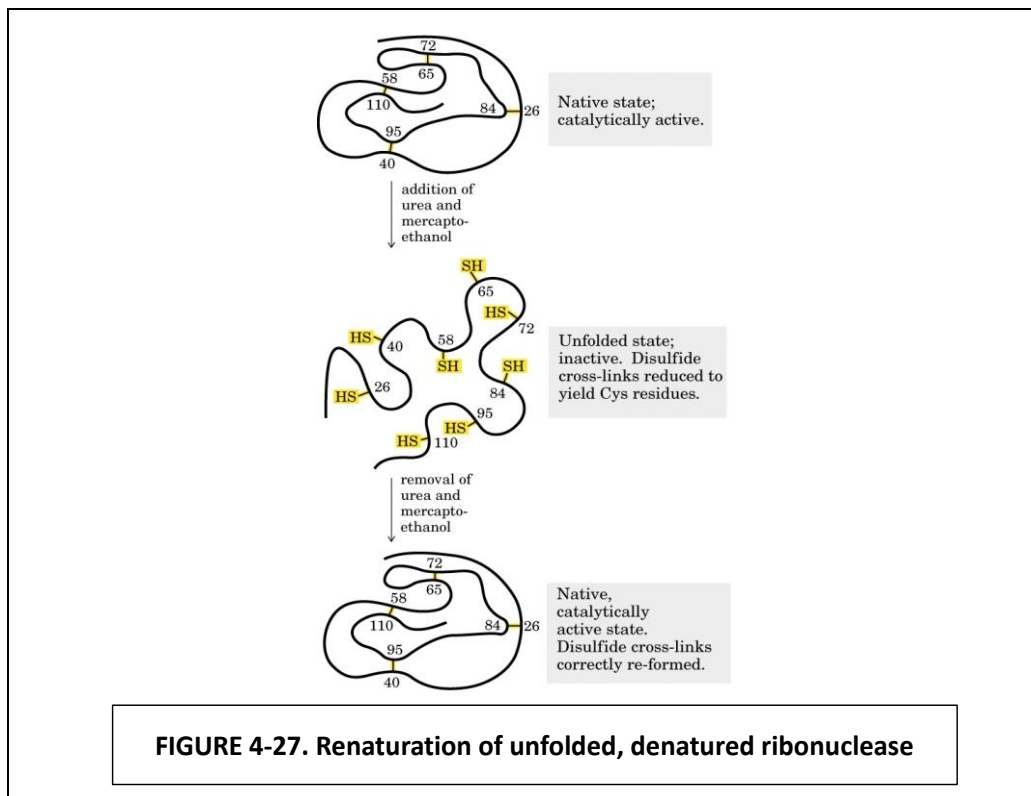 72
65
58
110
84
26
95
40
Native state;
catalytically active.
addition of
urea and
mercapto-
ethanol
SH
65
HS
72
HS
40
58
SH
SH
84
26
HS
95
HS
HS
110
Unfolded state;
inactive. Disulfide
cross-links reduced to
yield Cys residues.
removal of
urea and
mercapto-
ethanol
72
65
58
110
84
26
95
40
Native,
catalytically
active state.
Disulfide cross-links
correctly re-formed.
FIGURE 4-27. Renaturation of unfolded, denatured ribonuclease